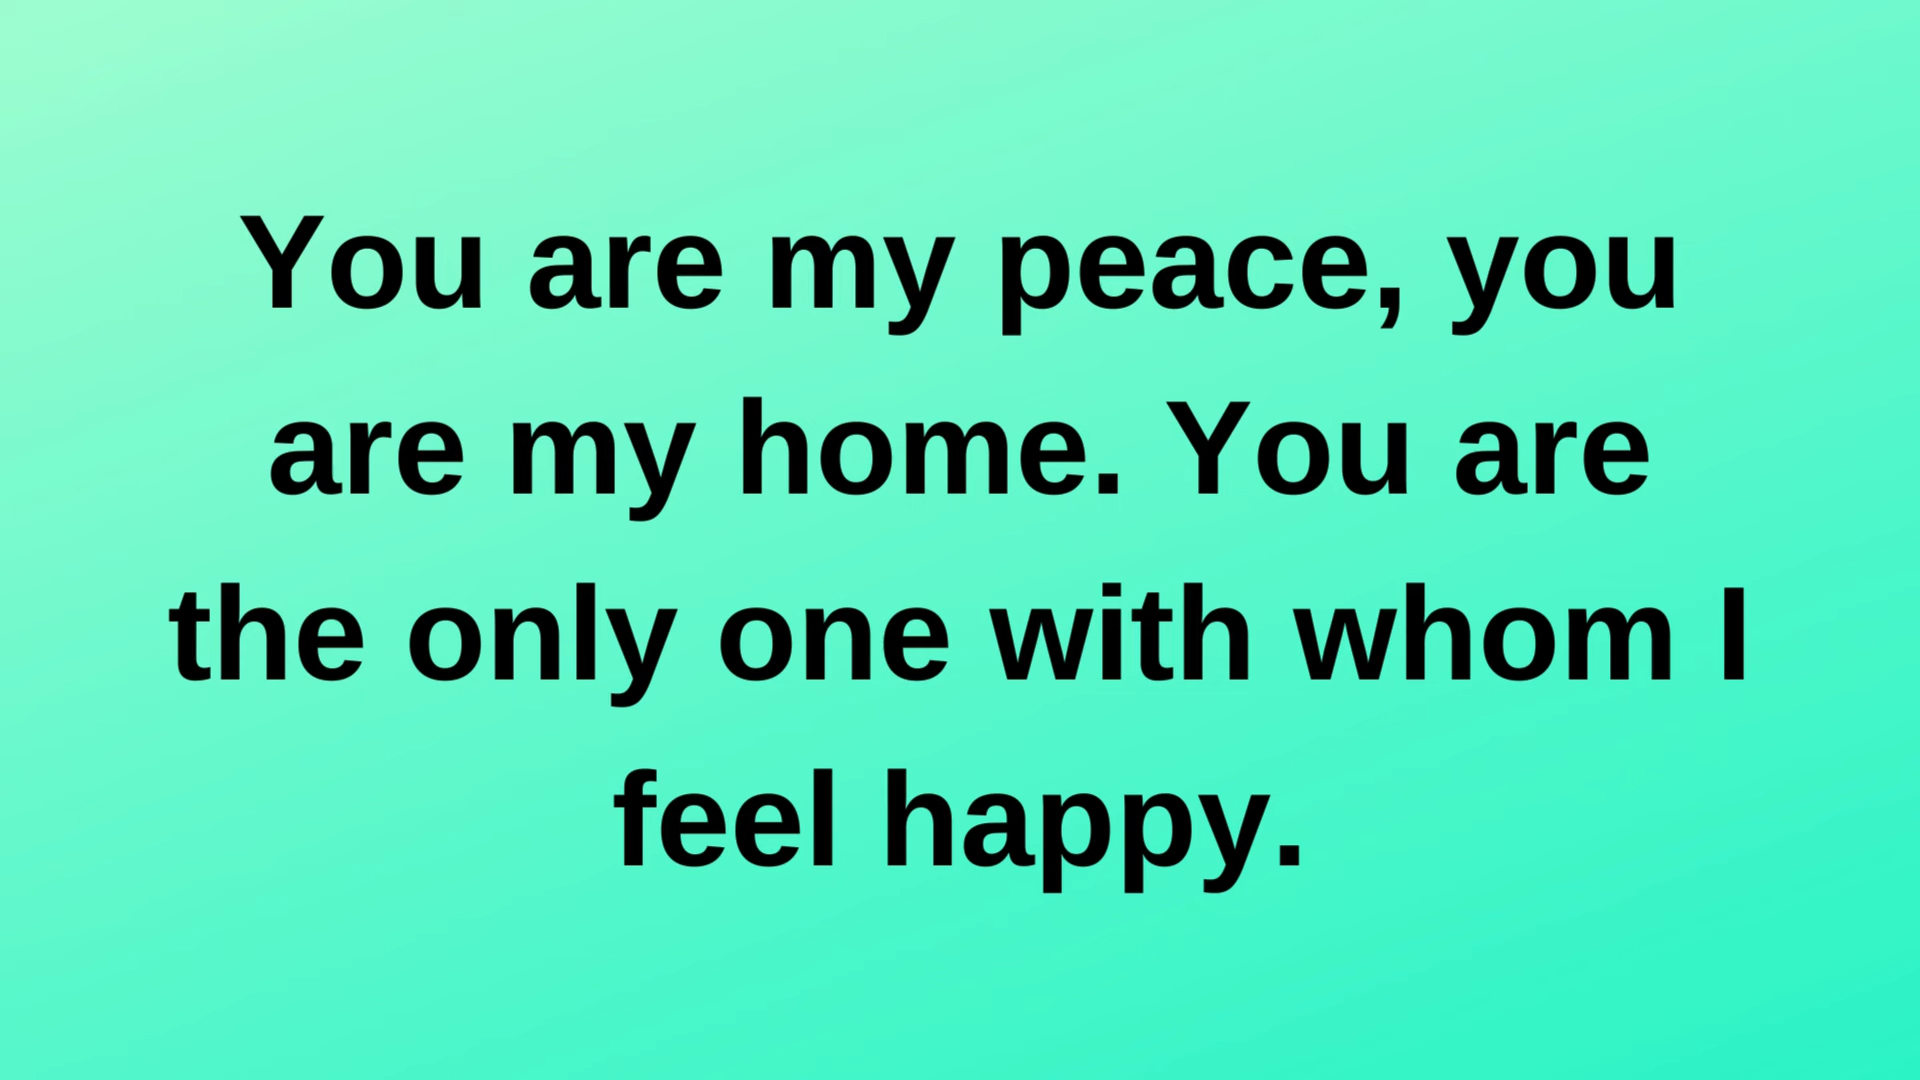 You are my peace, you
are my home. You are
the only one with whom I
feel happy.